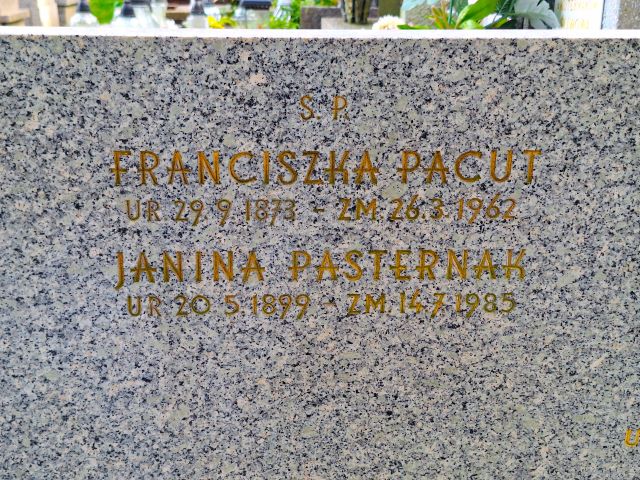 S. P.
FRANCISZKA PACUT
UR 29.9.1873 - ZM. 26.3.1962
JANINA PASTERNAK
UR 20.5.1899 - ZM. 14.7.1985
U